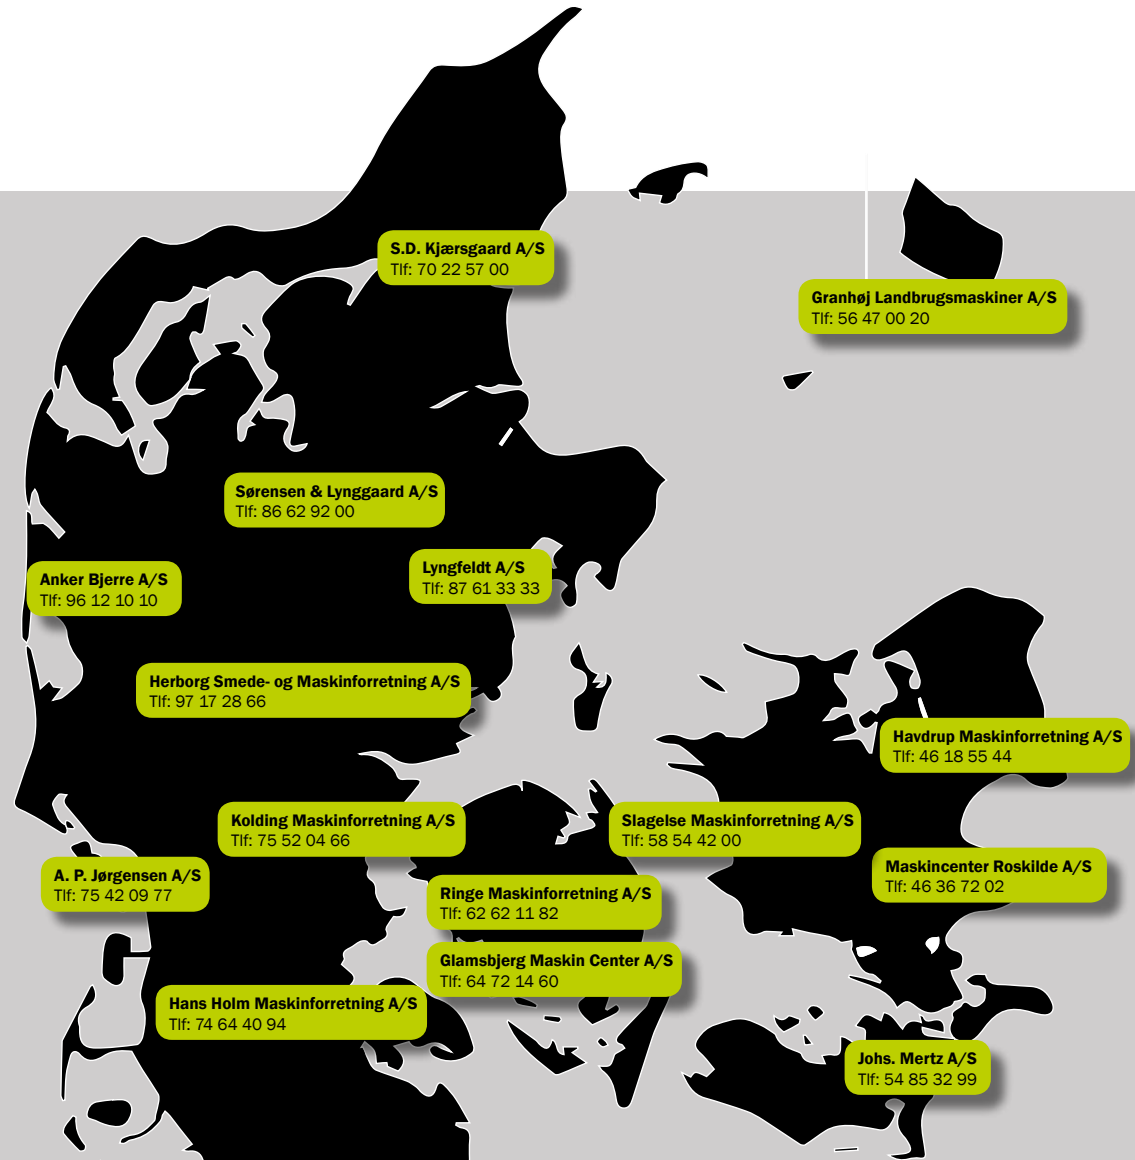 S.D. Kjærsgaard A/S
Tlf: 70 22 57 00
Granhøj Landbrugsmaskiner A/S
Tlf: 56 47 00 20
Sørensen & Lynggaard A/S
Tlf: 86 62 92 00
Lyngfeldt A/S
Tlf: 87 61 33 33
Anker Bjerre A/S
Tlf: 96 12 10 10
Herborg Smede- og Maskinforretning A/S
Tlf: 97 17 28 66
Havdrup Maskinforretning A/S
Tlf: 46 18 55 44
Kolding Maskinforretning A/S
Tlf: 75 52 04 66
Slagelse Maskinforretning A/S
Tlf: 58 54 42 00
Maskincenter Roskilde A/S
Tlf: 46 36 72 02
A. P. Jørgensen A/S
Tlf: 75 42 09 77
Ringe Maskinforretning A/S
Tlf: 62 62 11 82
Glamsbjerg Maskin Center A/S
Tlf: 64 72 14 60
Hans Holm Maskinforretning A/S
Tlf: 74 64 40 94
Johs. Mertz A/S
Tlf: 54 85 32 99